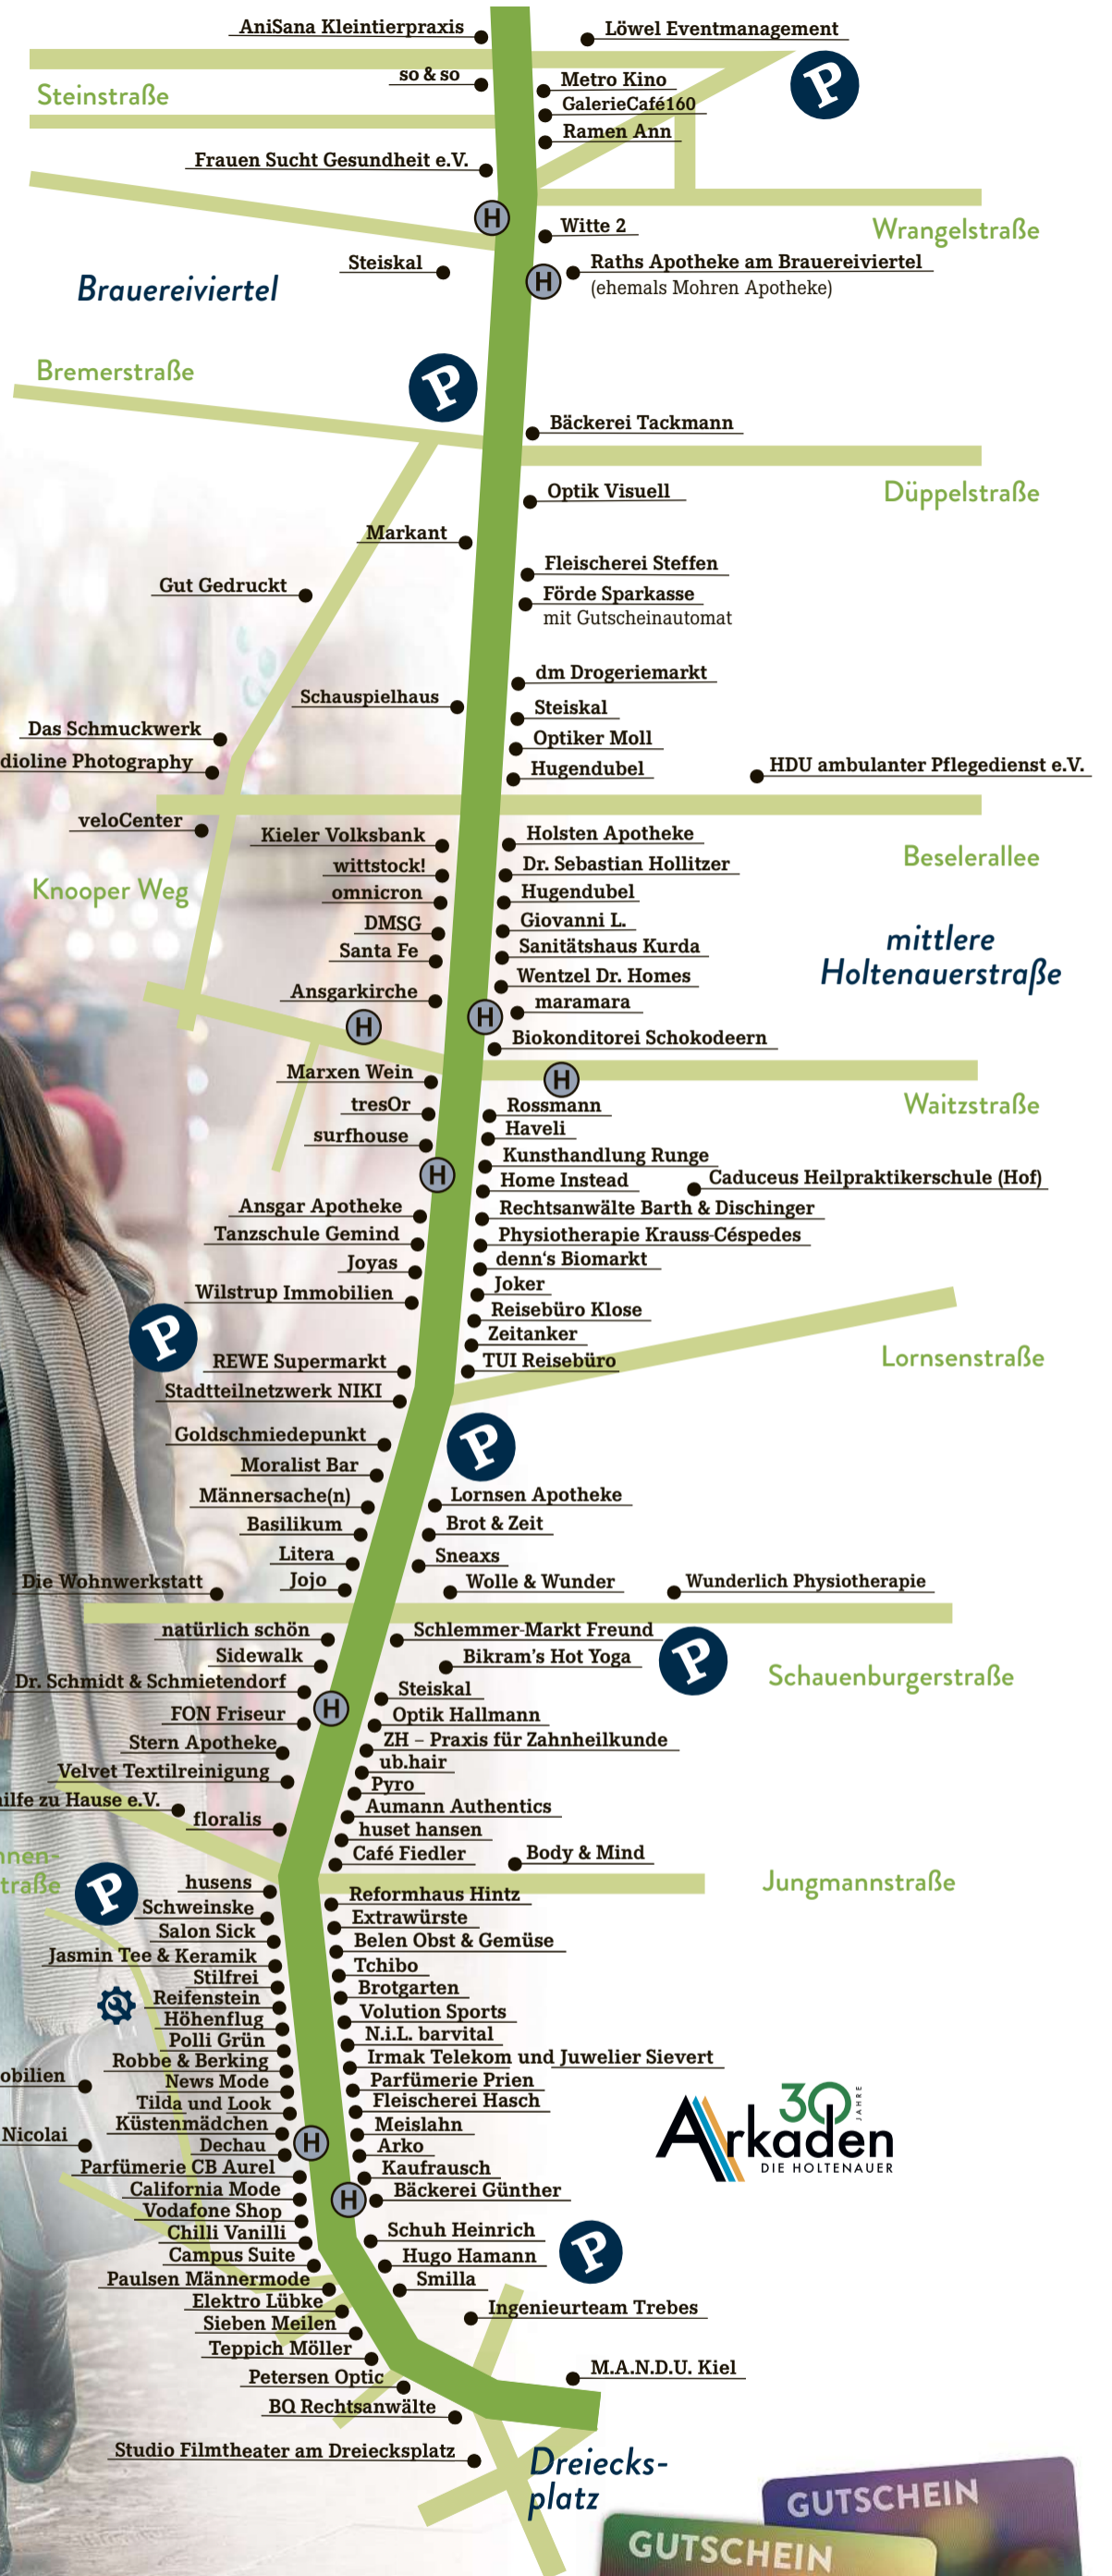 AniSana Kleintierpraxis
Löwel Eventmanagement
P
so & so
Metro Kino
Steinstraße
GalerieCafé160
Ramen Ann
Frauen Sucht Gesundheit e.V.
H
Witte 2
Wrangelstraße
Steiskal
Raths Apotheke am Brauereiviertel
H
(ehemals Mohren Apotheke)
Brauereiviertel
Bremerstraße
P
Bäckerei Tackmann
Optik Visuell
Düppelstraße
Markant
Fleischerei Steffen
Gut Gedruckt
Förde Sparkasse
mit Gutscheinautomat
dm Drogeriemarkt
Schauspielhaus
Steiskal
Das Schmuckwerk
Optiker Moll
dioline Photography
Hugendubel
HDU ambulanter Pflegedienst e.V.
veloCenter
Kieler Volksbank
Holsten Apotheke
Beselerallee
wittstock!
Dr. Sebastian Hollitzer
Knooper Weg
omnicron
Hugendubel
DMSG
Giovanni L.
mittlere
Holtenauerstraße
Santa Fe
Sanitätshaus Kurda
Wentzel Dr. Homes
Ansgarkirche
maramara
H
H
Biokonditorei Schokodeern
Marxen Wein
H
tresOr
Rossmann
Waitzstraße
surfhouse
Haveli
Kunsthandlung Runge
H
Home Instead
Caduceus Heilpraktikerschule (Hof)
Ansgar Apotheke
Rechtsanwälte Barth & Dischinger
Tanzschule Gemind
Physiotherapie Krauss-Céspedes
Joyas
denn's Biomarkt
Wilstrup Immobilien
Joker
Reisebüro Klose
P
Zeitanker
REWE Supermarkt
TUI Reisebüro
Lornsenstraße
Stadtteilnetzwerk NIKI
Goldschmiedepunkt
P
Moralist Bar
Männersache(n)
Lornsen Apotheke
Basilikum
Brot & Zeit
Litera
Sneaxs
Die Wohnwerkstatt
Jojo
Wolle & Wunder
Wunderlich Physiotherapie
natürlich schön
Schlemmer-Markt Freund
Sidewalk
Bikram's Hot Yoga
P
Schauenburgerstraße
Dr. Schmidt & Schmietendorf
Steiskal
FON Friseur
H
Optik Hallmann
Stern Apotheke
ZH – Praxis für Zahnheilkunde
Velvet Textilreinigung
ub.hair
Pyro
ilfe zu Hause e.V.
Aumann Authentics
floralis
huset hansen
Café Fiedler
Body & Mind
nnen-
traße
P
husens
Jungmannstraße
Schweinske
Reformhaus Hintz
Salon Sick
Extrawürste
Jasmin Tee & Keramik
Belen Obst & Gemüse
Stilfrei
Tchibo
Reifenstein
Brotgarten
Höhenflug
Volution Sports
Polli Grün
N.i.L. barvital
Robbe & Berking
Irmak Telekom und Juwelier Sievert
obilien
News Mode
Parfümerie Prien
Tilda und Look
Fleischerei Hasch
Küstenmädchen
Meislahn
Nicolai
Dechau
H
Arko
Parfümerie CB Aurel
Kaufrausch
California Mode
H
Bäckerei Günther
30 JAHRE
Arkaden
DIE HOLTENAUER
Vodafone Shop
Chilli Vanilli
Schuh Heinrich
Campus Suite
Hugo Hamann
P
Paulsen Männermode
Smilla
Elektro Lübke
Ingenieurteam Trebes
Sieben Meilen
Teppich Möller
Petersen Optic
M.A.N.D.U. Kiel
BQ Rechtsanwälte
Studio Filmtheater am Dreiecksplatz
Dreiecks-
platz
GUTSCHEIN
GUTSCHEIN